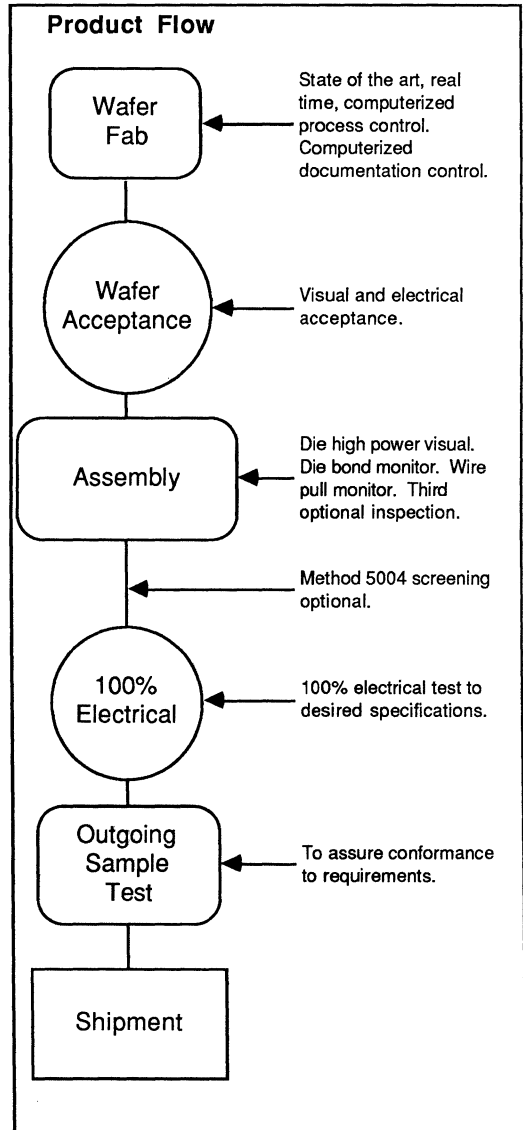 Product Flow
Wafer
Fab
State of the art, real
time, computerized
process control.
Computerized
documentation control.
Wafer
Acceptance
Visual and electrical
acceptance.
Assembly
Die high power visual.
Die bond monitor. Wire
pull monitor. Third
optional inspection.
Method 5004 screening
optional.
100%
Electrical
100% electrical test to
desired specifications.
Outgoing
Sample
Test
To assure conformance
to requirements.
Shipment